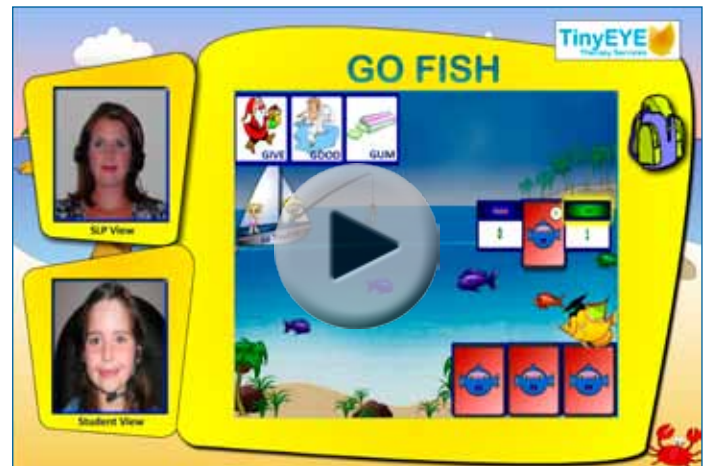 TinyEYE
Therapy Services
GO FISH
GIVE
GOOD
GUM
SLP View
Student View